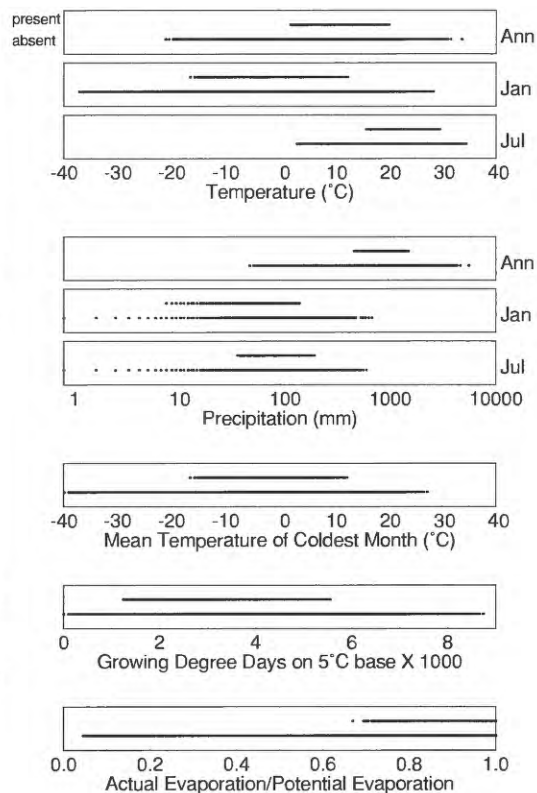 present
absent
Ann
Jan
Jul
-40 -30 -20 -10 0 10 20 30 40
Temperature (˚C)
Ann
Jan
Jul
1 10 100 1000 10000
Precipitation (mm)
-40 -30 -20 -10 0 10 20 30 40
Mean Temperature of Coldest Month (˚C)
0 2 4 6 8
Growing Degree Days on 5˚C base X 1000
0.0 0.2 0.4 0.6 0.8 1.0
Actual Evaporation/Potential Evaporation